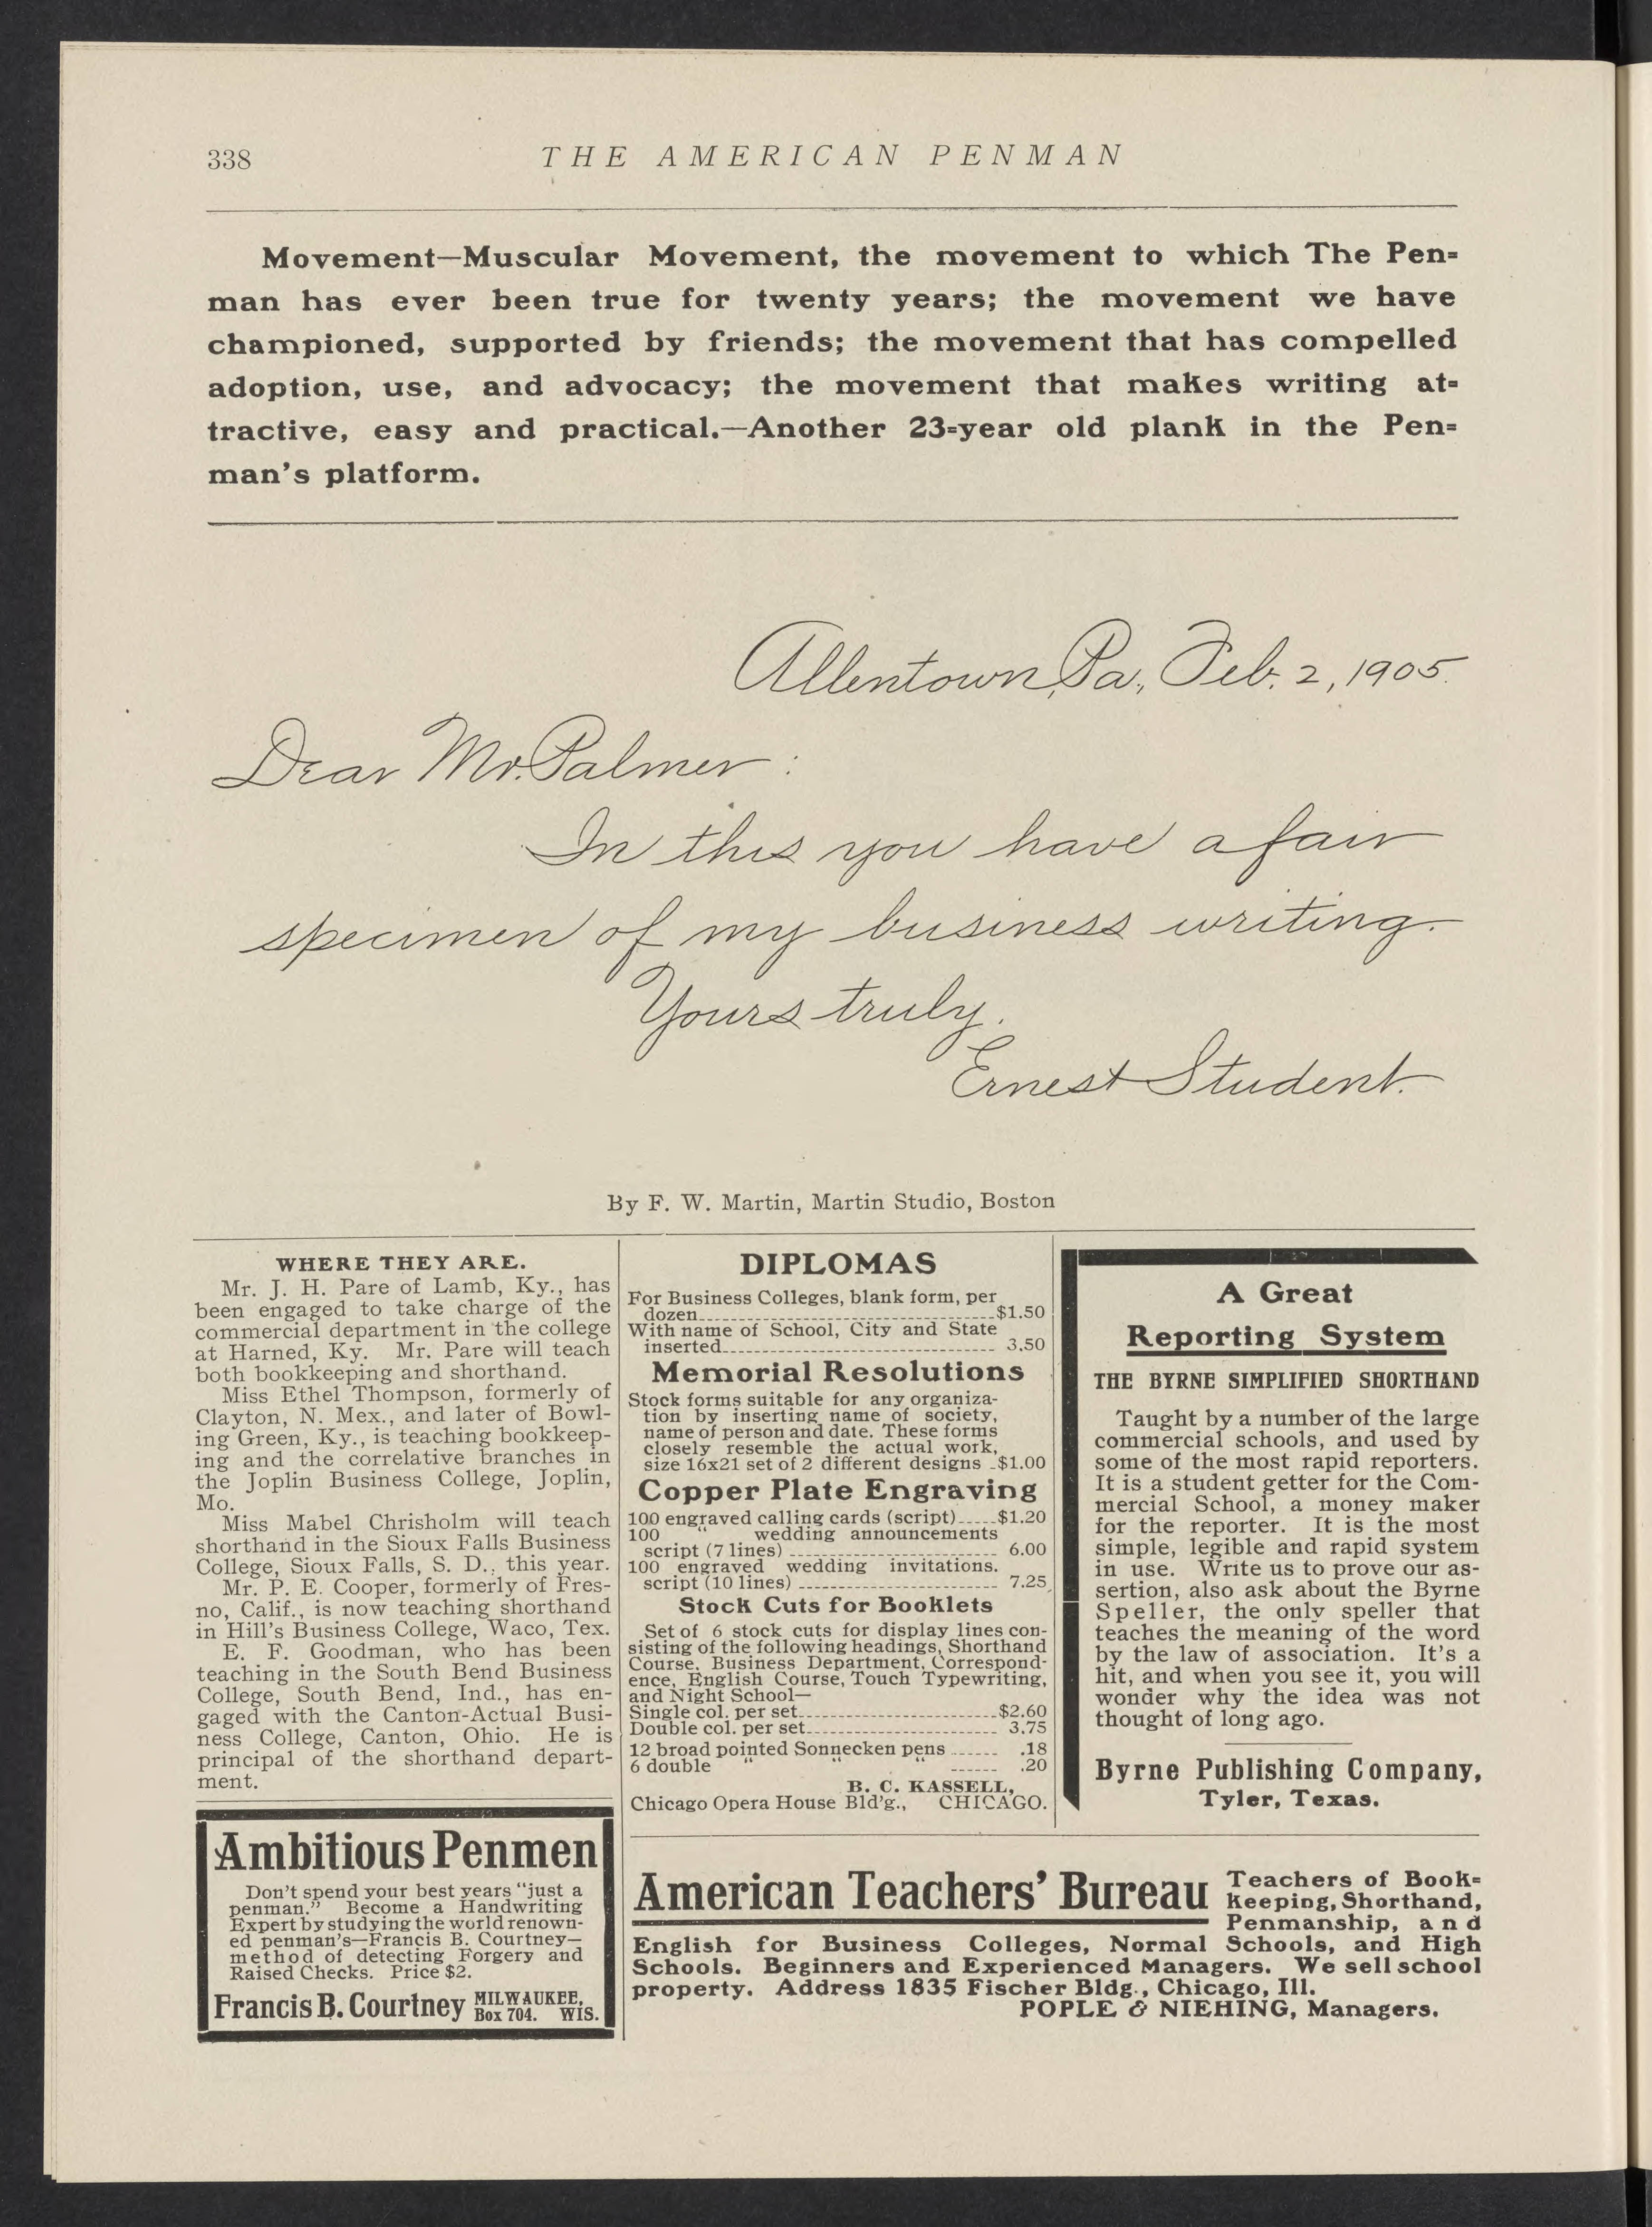 338
THE AMERICAN PENMAN
Movement—Muscular Movement, the movement to which The Pen=
man has ever been true for twenty years; the movement we have
championed, supported by friends; the movement that has compelled
adoption, use, and advocacy; the movement that makes writing at=
tractive, easy and practical.—Another 23=year old plank in the Pen=
man's platform.
Allentown, Pa., Feb. 2, 1905.
Dear Mr. Palmer:
In this you have a fair
specimen of my business writing.
Yours truly,
Ernest Student.
By F. W. Martin, Martin Studio, Boston
WHERE THEY ARE.
Mr. J. H. Pare of Lamb, Ky., has
been engaged to take charge of the
commercial department in the college
at Harned, Ky. Mr. Pare will teach
both bookkeeping and shorthand.
Miss Ethel Thompson, formerly of
Clayton, N. Mex., and later of Bowl-
ing Green, Ky., is teaching bookkeep-
ing and the correlative branches in
the Joplin Business College, Joplin,
Mo.
Miss Mabel Chrisholm will teach
shorthand in the Sioux Falls Business
College, Sioux Falls, S. D., this year.
Mr. P. E. Cooper, formerly of Fres-
no, Calif., is now teaching shorthand
in Hill's Business College, Waco, Tex.
E. F. Goodman, who has been
teaching in the South Bend Business
College, South Bend, Ind., has en-
gaged with the Canton-Actual Busi-
ness College, Canton, Ohio. He is
principal of the shorthand depart-
ment.
Ambitious Penmen
Don't spend your best years "just a
penman." Become a Handwriting
Expert by studying the world renown-
ed penman's—Francis B. Courtney—
method of detecting Forgery and
Raised Checks. Price $2.
Francis B. Courtney MILWAUKEE,
Box 704. WIS.
DIPLOMAS
For Business Colleges, blank form, per
dozen $1.50
With name of School, City and State
inserted 3.50
Memorial Resolutions
Stock forms suitable for any organiza-
tion by inserting name of society,
name of person and date. These forms
closely resemble the actual work,
size 16x21 set of 2 different designs $1.00
Copper Plate Engraving
100 engraved calling cards (script) $1.20
100 " wedding announcements
script (7 lines) 6.00
100 engraved wedding invitations.
script (10 lines) 7.25
Stock Cuts for Booklets
Set of 6 stock cuts for display lines con-
sisting of the following headings, Shorthand
Course, Business Department, Correspond-
ence, English Course, Touch Typewriting,
and Night School—
Single col. per set $2.60
Double col. per set 3.75
12 broad pointed Sonnecken pens .18
6 double " " " .20
B. C. KASSELL,
Chicago Opera House Bld'g., CHICAGO.
A Great
Reporting System
THE BYRNE SIMPLIFIED SHORTHAND
Taught by a number of the large
commercial schools, and used by
some of the most rapid reporters.
It is a student getter for the Com-
mercial School, a money maker
for the reporter. It is the most
simple, legible and rapid system
in use. Write us to prove our as-
sertion, also ask about the Byrne
Speller, the only speller that
teaches the meaning of the word
by the law of association. It's a
hit, and when you see it, you will
wonder why the idea was not
thought of long ago.
Byrne Publishing Company,
Tyler, Texas.
American Teachers' Bureau Teachers of Book=
keeping, Shorthand,
Penmanship, and
English for Business Colleges, Normal Schools, and High
Schools. Beginners and Experienced Managers. We sell school
property. Address 1835 Fischer Bldg., Chicago, Ill.
POPLE & NIEHING, Managers.